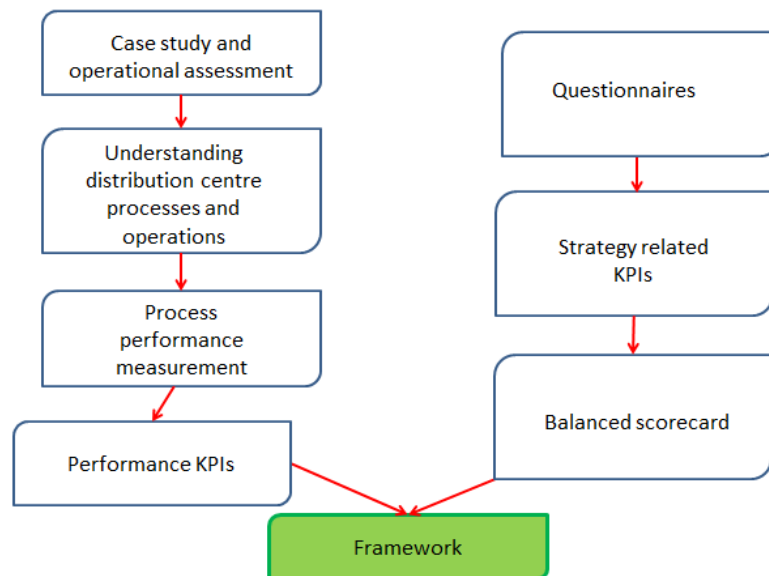 Case study and
operational assessment
Understanding
distribution centre
processes and
operations
Process
performance
measurement
Performance KPIs
Questionnaires
Strategy related
KPIs
Balanced scorecard
Framework